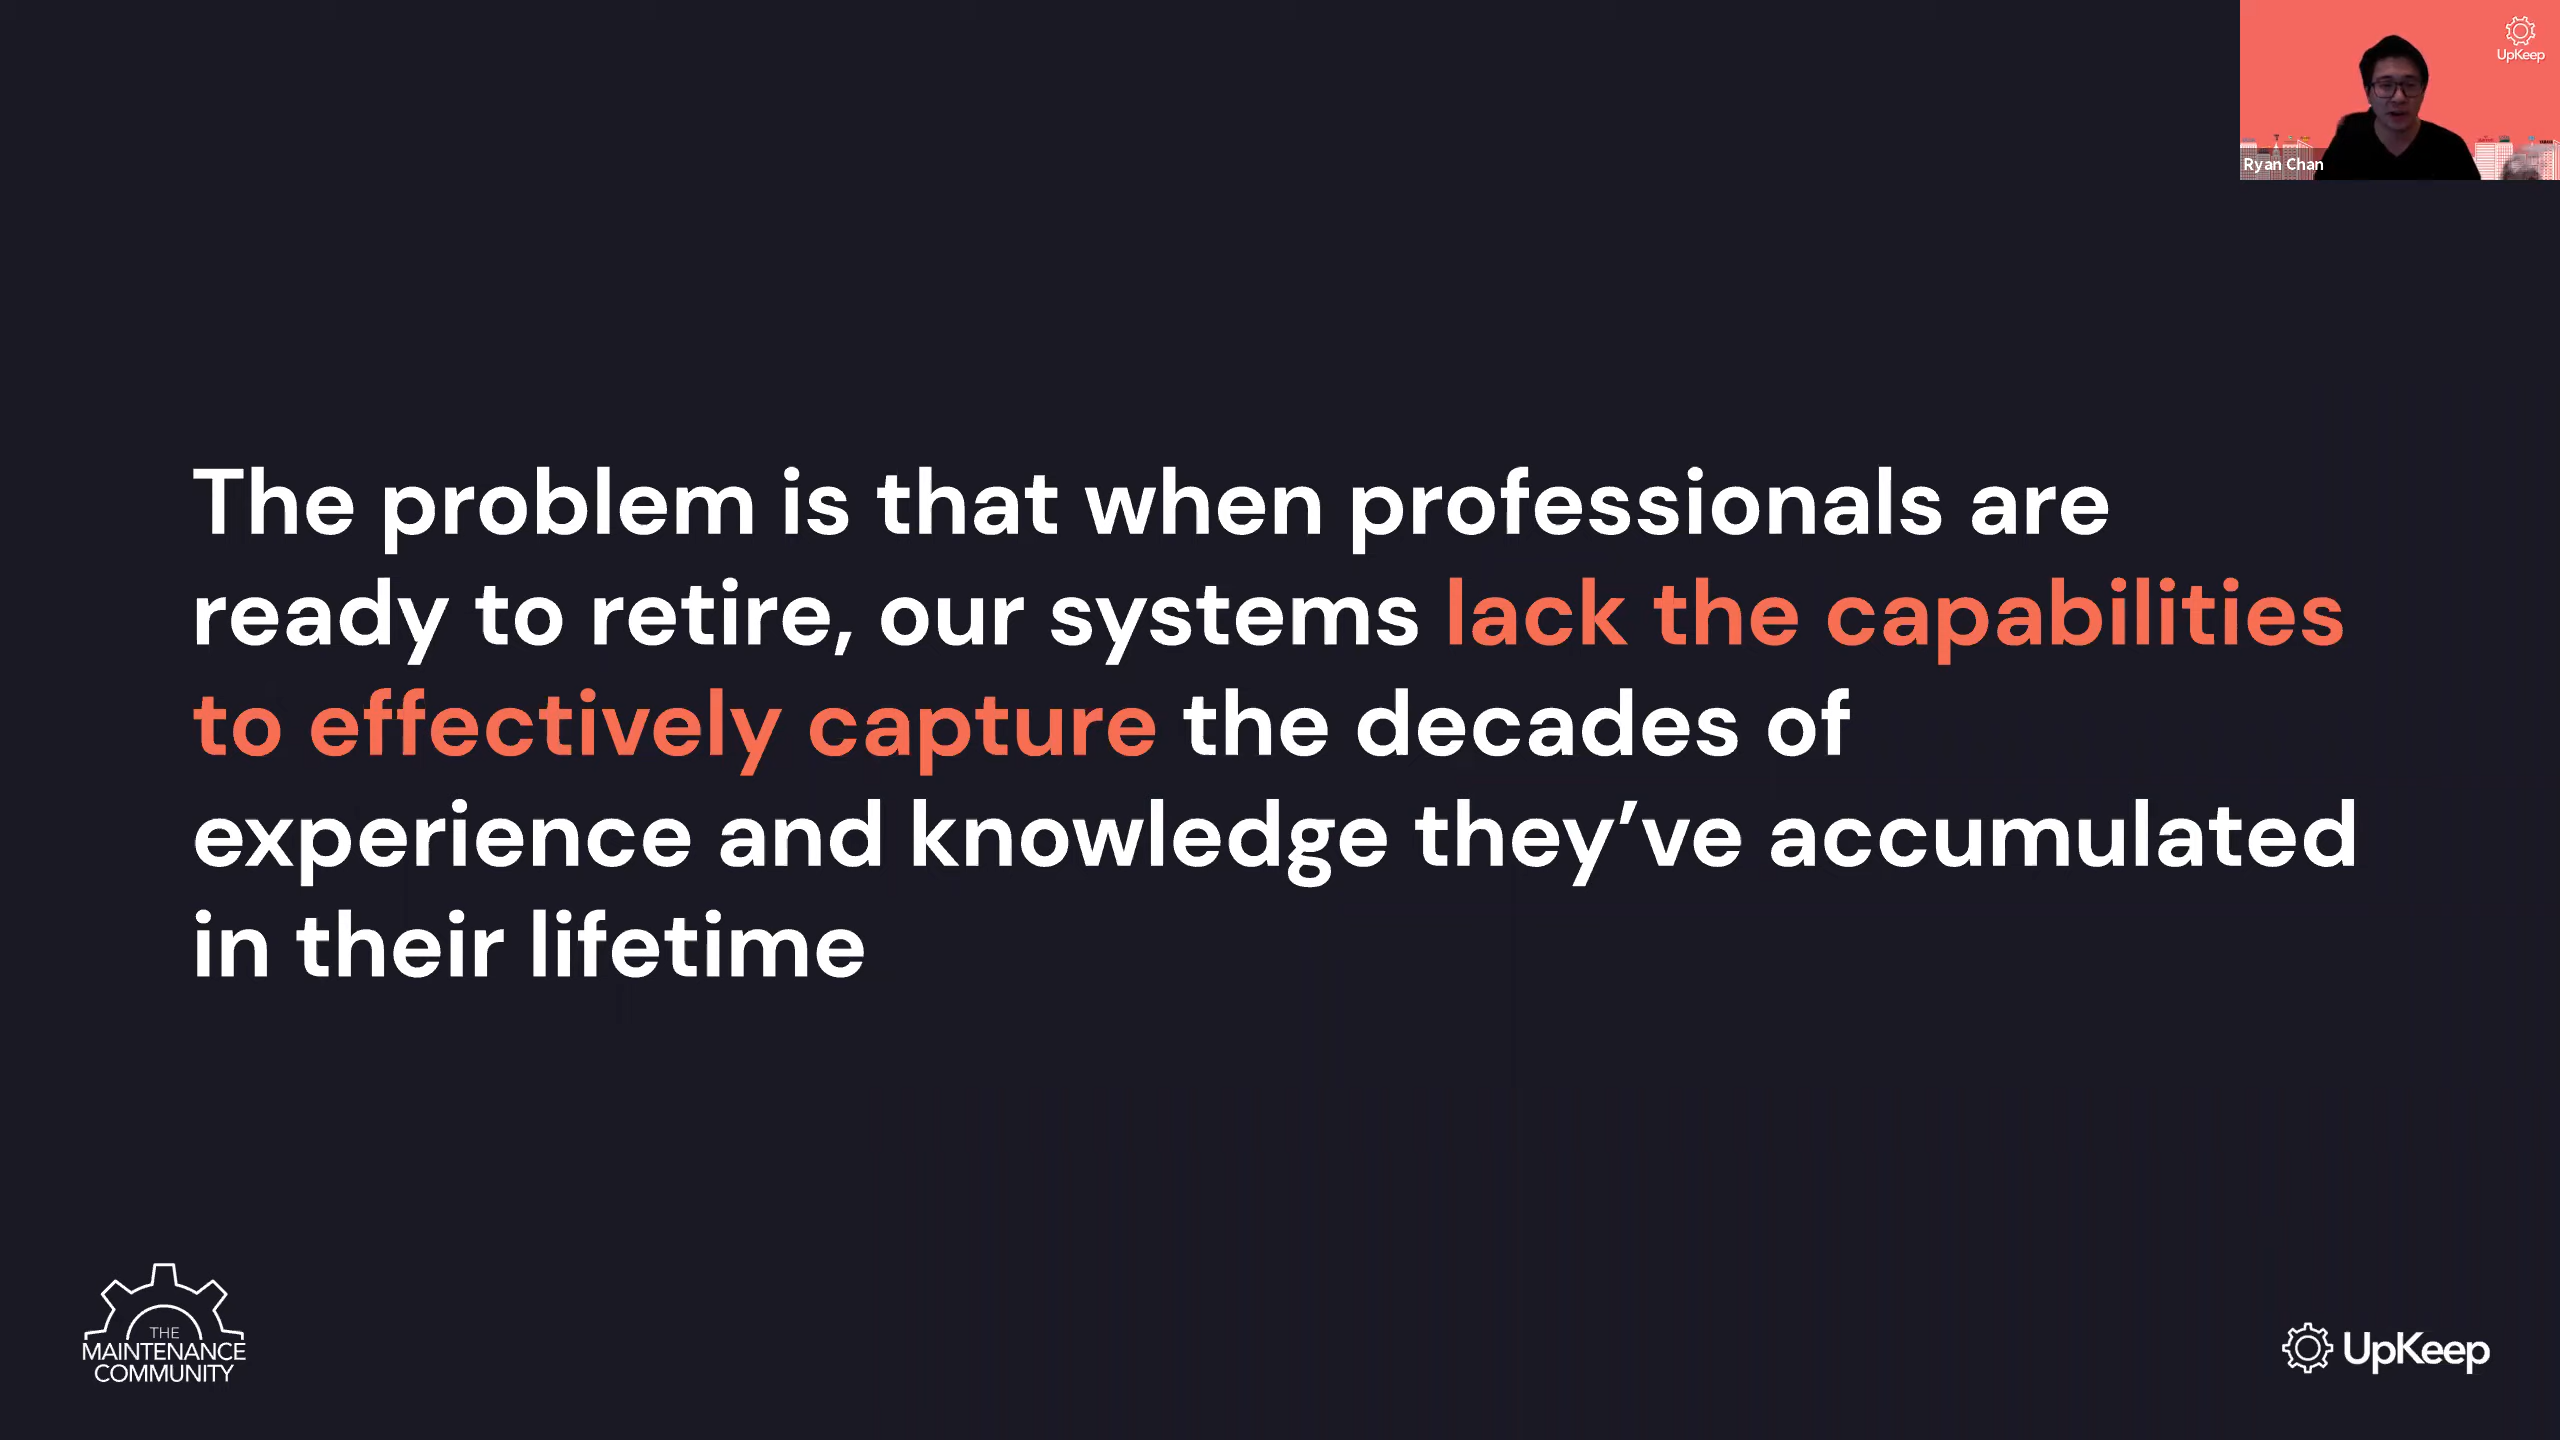 UpKeep
Ryan Chan
The problem is that when professionals are
ready to retire, our systems lack the capabilities
to effectively capture the decades of
experience and knowledge they’ve accumulated
in their lifetime
THE
MAINTENANCE
COMMUNITY
UpKeep